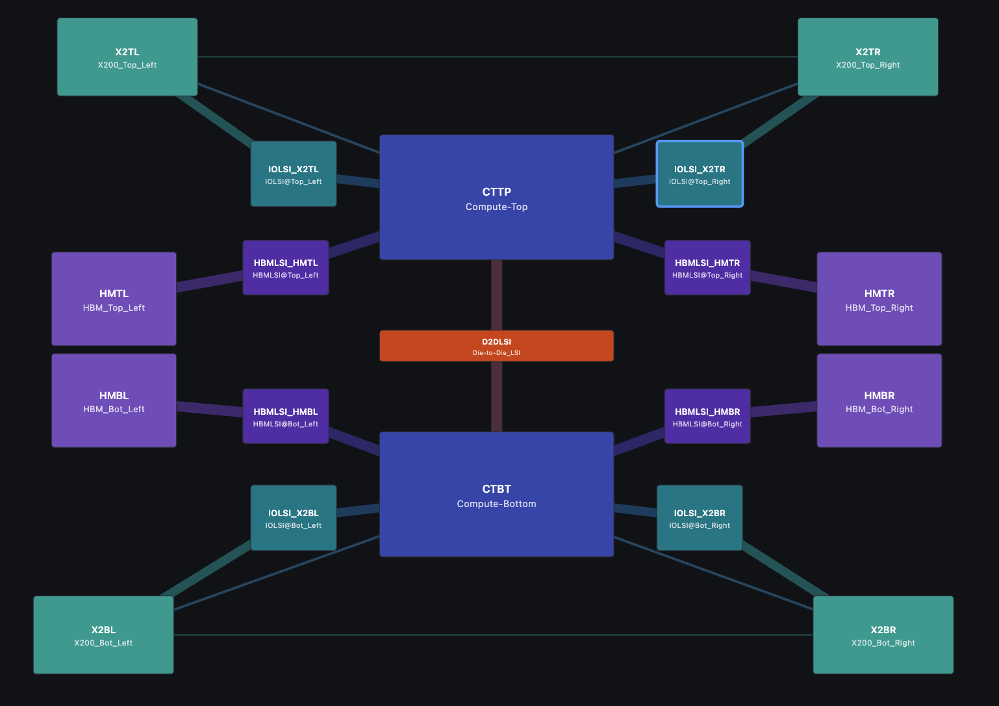 X2TL
X200_Top_Left
X2TR
X200_Top_Right
IOLSI_X2TL
IOLSI@Top_Left
CTTP
Compute-Top
IOLSI_X2TR
IOLSI@Top_Right
HBMLSI_HMTL
HBMLSI@Top_Left
HBMLSI_HMTR
HBMLSI@Top_Right
HMTL
HBM_Top_Left
HMTR
HBM_Top_Right
D2DLSI
Die-to-Die_LSI
HMBL
HBM_Bot_Left
HMBR
HBM_Bot_Right
HBMLSI_HMBL
HBMLSI@Bot_Left
HBMLSI_HMBR
HBMLSI@Bot_Right
CTBT
Compute-Bottom
IOLSI_X2BL
IOLSI@Bot_Left
IOLSI_X2BR
IOLSI@Bot_Right
X2BL
X200_Bot_Left
X2BR
X200_Bot_Right